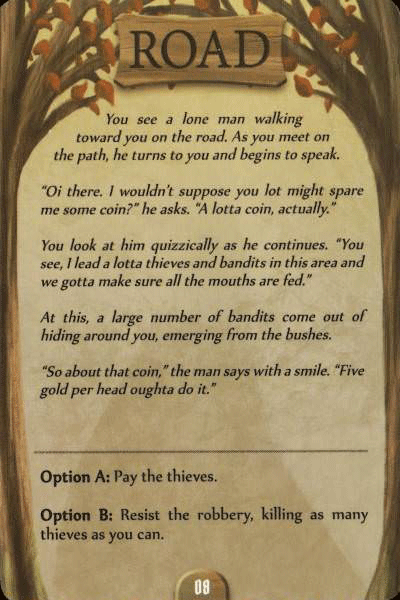 ROAD
You see a lone man walking
toward you on the road. As you meet on
the path, he turns to you and begins to speak.
“Oi there. I wouldn’t suppose you lot might spare
me some coin?” he asks. “A lotta coin, actually.”
You look at him quizzically as he continues. “You
see, I lead a lotta thieves and bandits in this area and
we gotta make sure all the mouths are fed.”
At this, a large number of bandits come out of
hiding around you, emerging from the bushes.
“So about that coin,” the man says with a smile. “Five
gold per head oughta do it.”
Option A: Pay the thieves.
Option B: Resist the robbery, killing as many
thieves as you can.
09